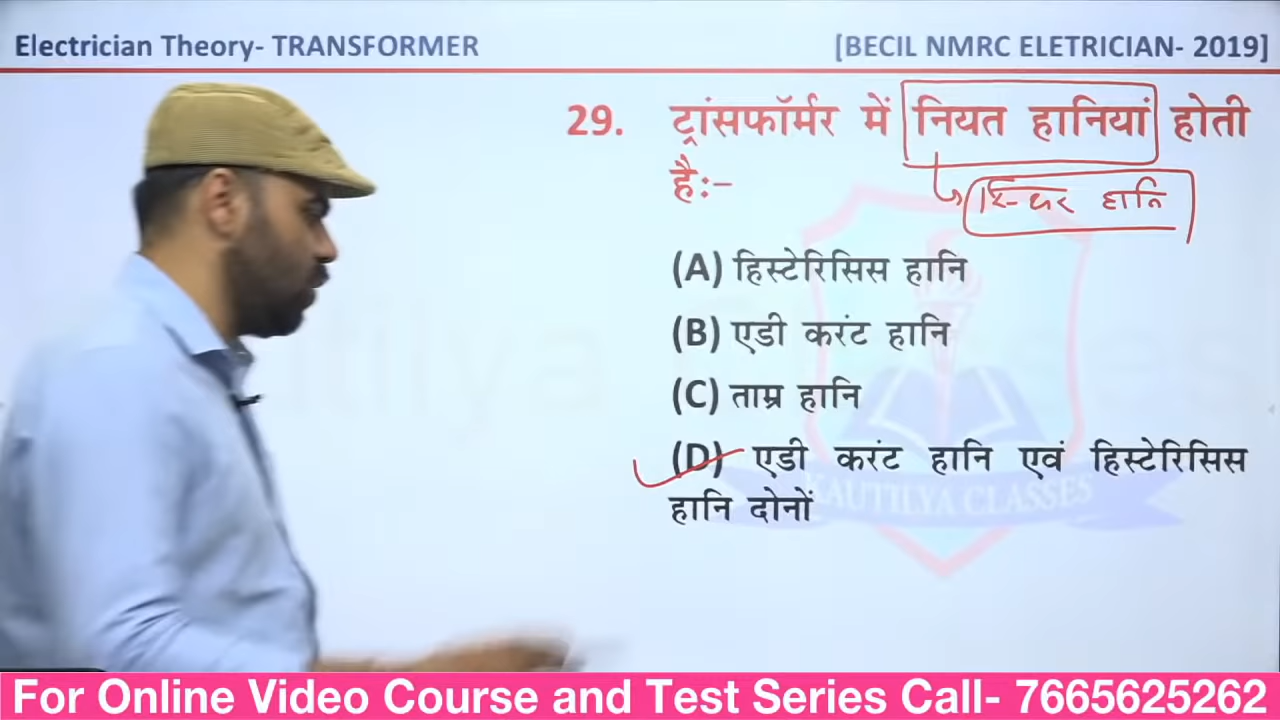 Electrician Theory- TRANSFORMER
[BECIL NMRC ELETRICIAN- 2019]
29. ट्रांसफॉर्मर में नियत हानियां होती
है:–
स्थिर हानि
(A) हिस्टेरिसिस हानि
(B) एडी करंट हानि
(C) ताम्र हानि
(D) एडी करंट हानि एवं हिस्टेरिसिस
हानि दोनों
KAUTILYA CLASSES
For Online Video Course and Test Series Call- 7665625262